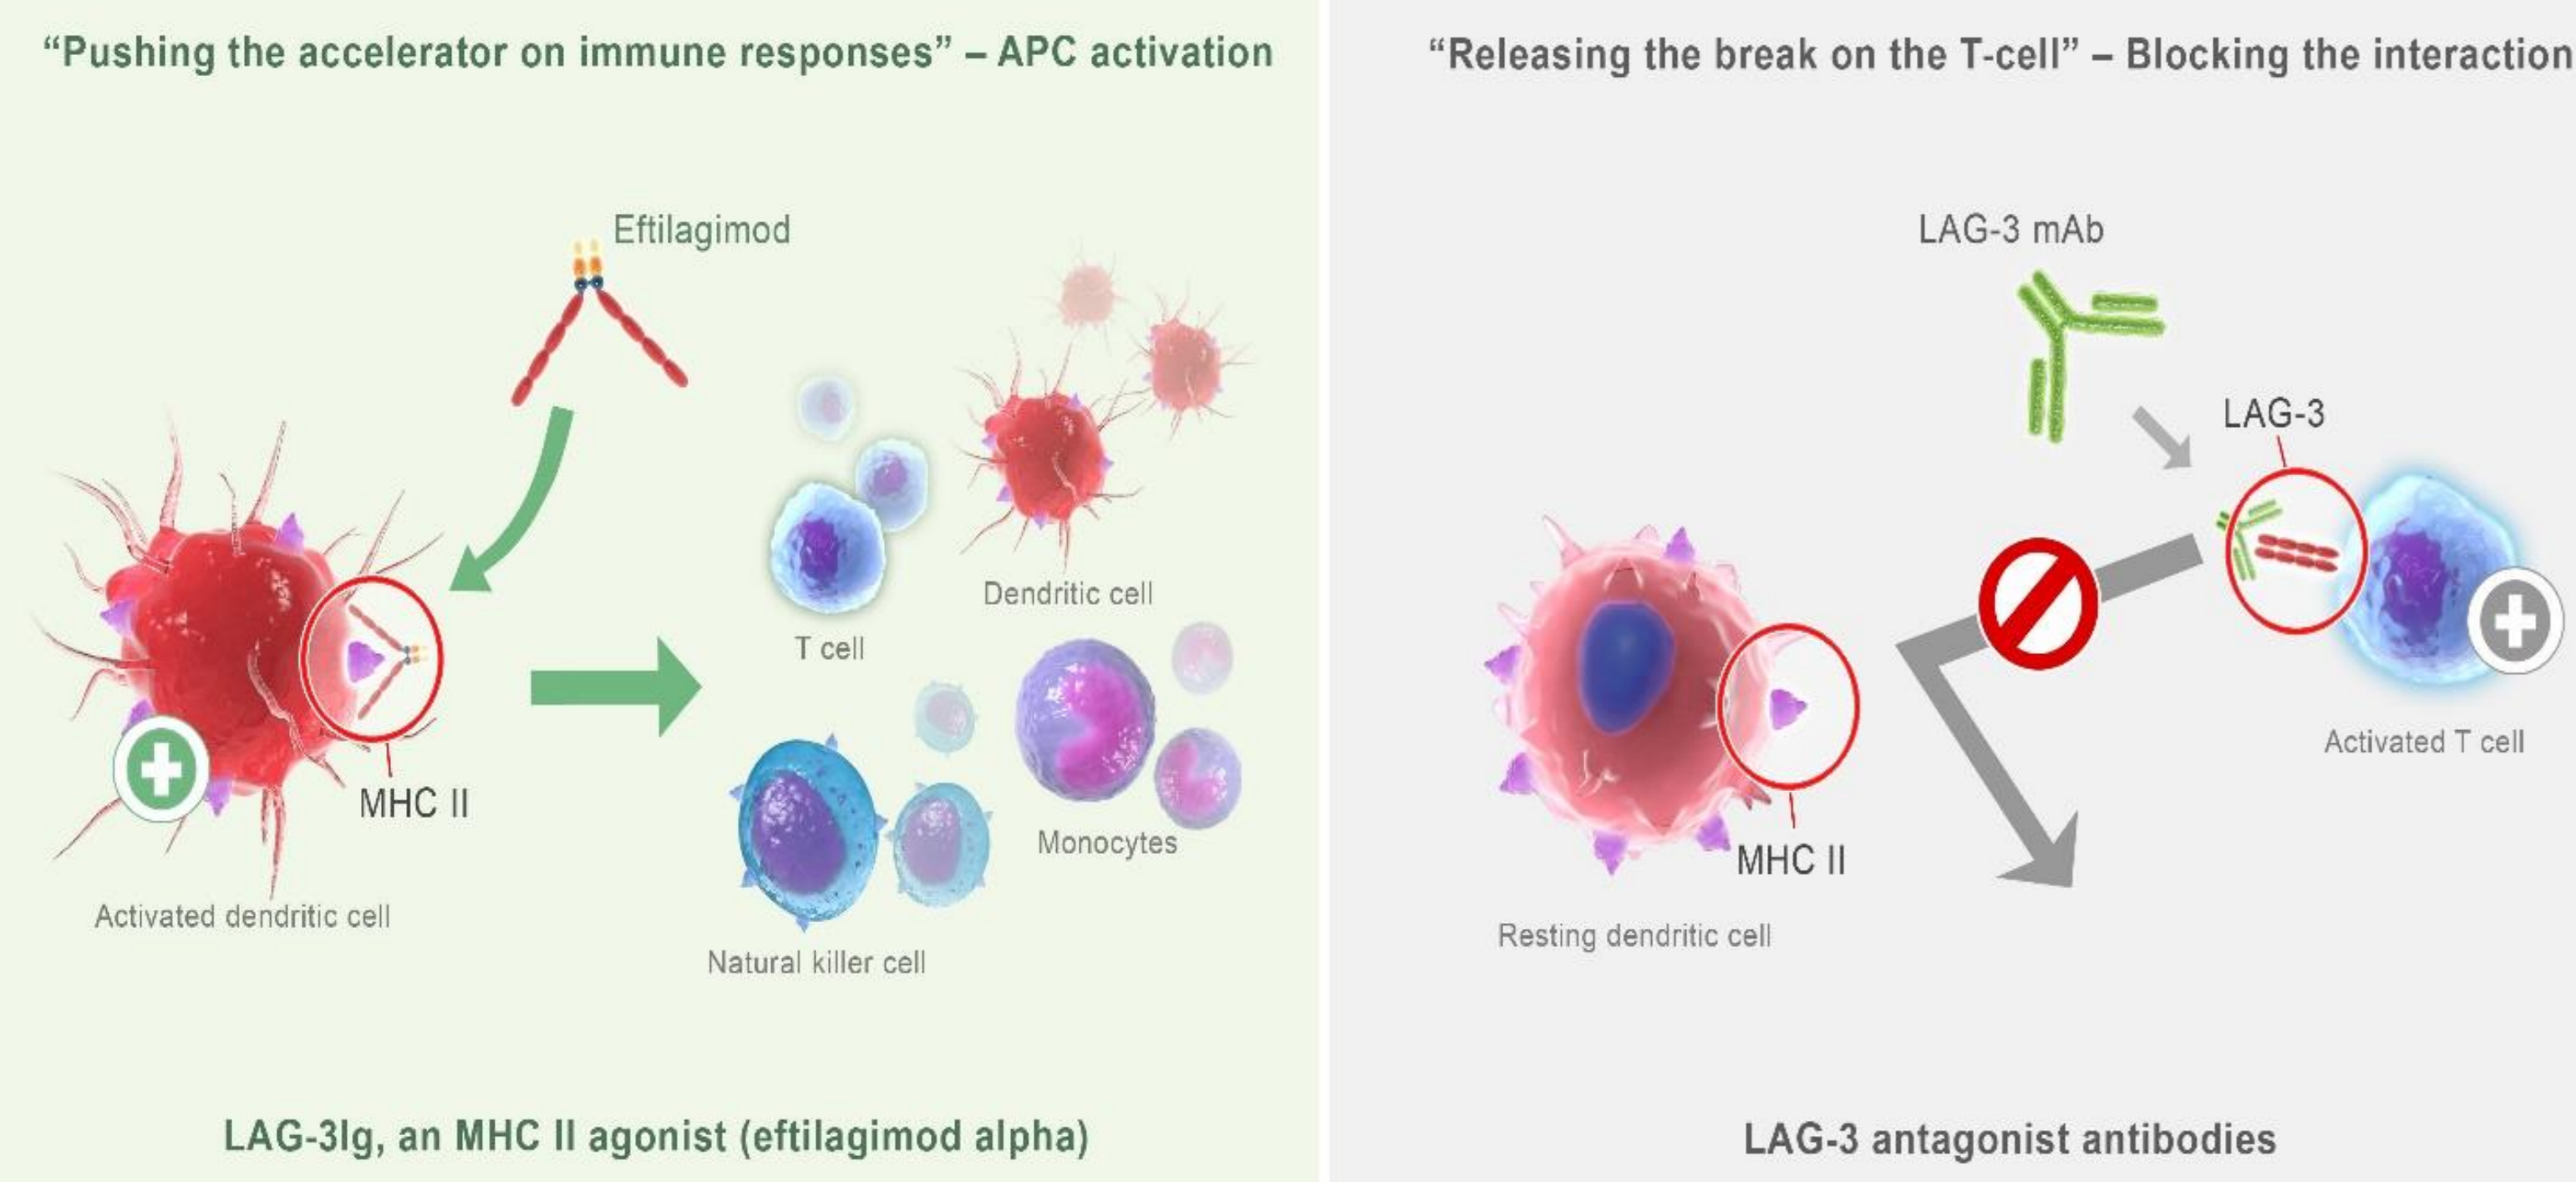 “Pushing the accelerator on immune responses” – APC activation
Eftilagimod
MHC II
Activated dendritic cell
T cell
Dendritic cell
Natural killer cell
Monocytes
LAG-3Ig, an MHC II agonist (eftilagimod alpha)
“Releasing the break on the T-cell” – Blocking the interaction
LAG-3 mAb
LAG-3
Activated T cell
MHC II
Resting dendritic cell
LAG-3 antagonist antibodies